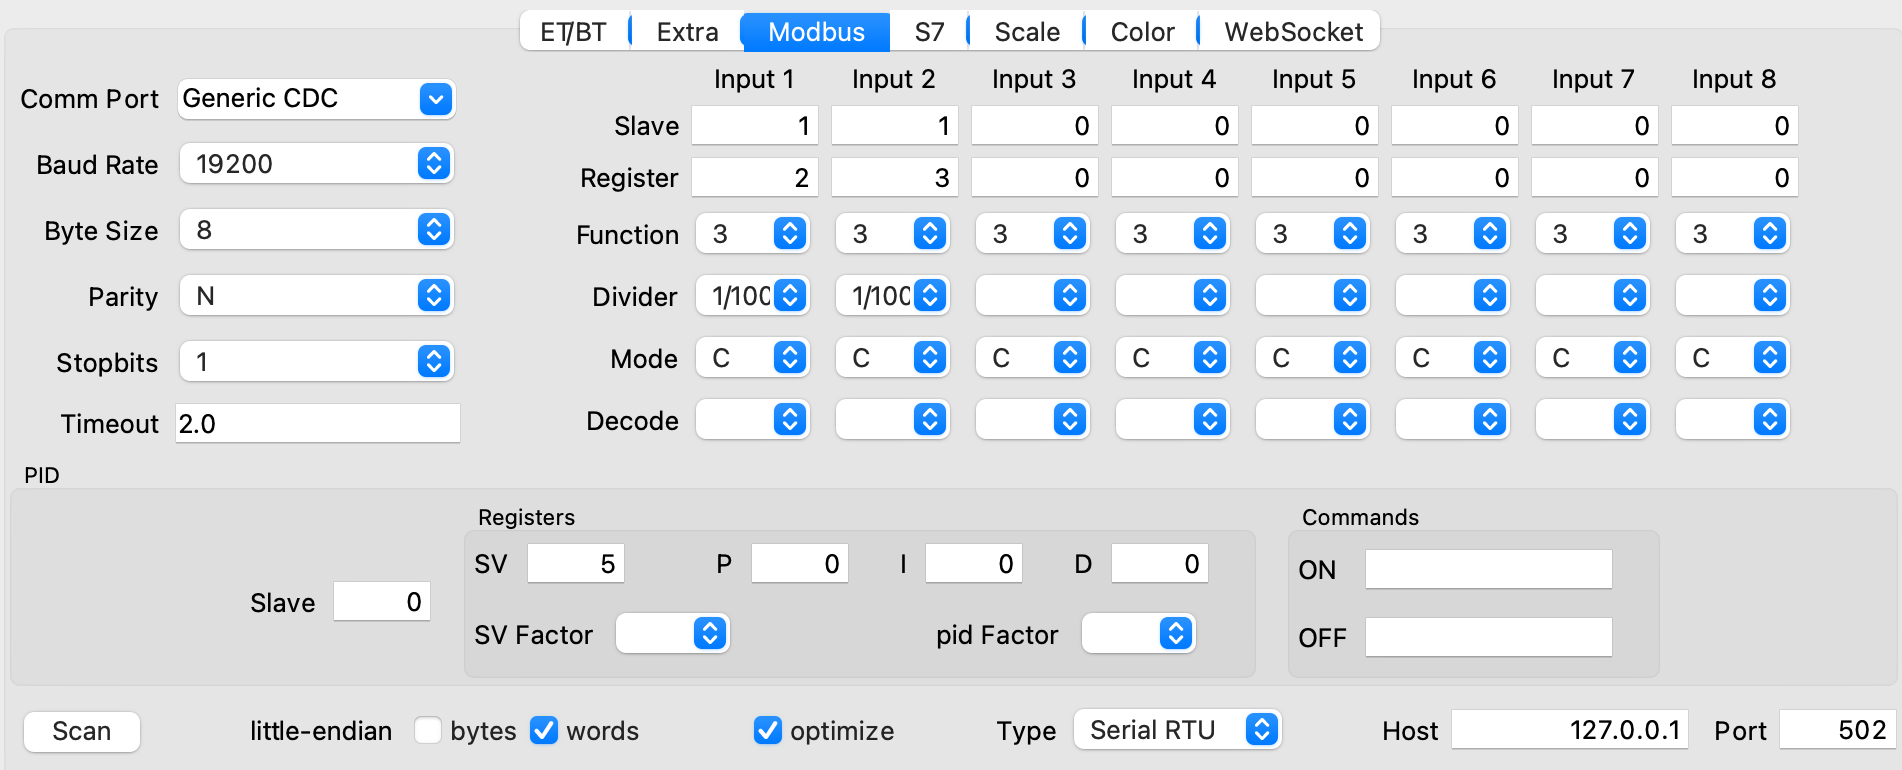 ET/BT Extra Modbus S7 Scale Color WebSocket
Input 1 Input 2 Input 3 Input 4 Input 5 Input 6 Input 7 Input 8
Comm Port Generic CDC
Slave 1 1 0 0 0 0 0 0
Baud Rate 19200
Register 2 3 0 0 0 0 0 0
Byte Size 8
Function 3 3 3 3 3 3 3 3
Parity N
Divider 1/100 1/100
Stopbits 1
Mode C C C C C C C C
Timeout 2.0
Decode
PID
Registers
Commands
SV 5 P 0 I 0 D 0
ON
Slave 0
SV Factor pid Factor
OFF
Scan little-endian bytes words optimize Type Serial RTU Host 127.0.0.1 Port 502